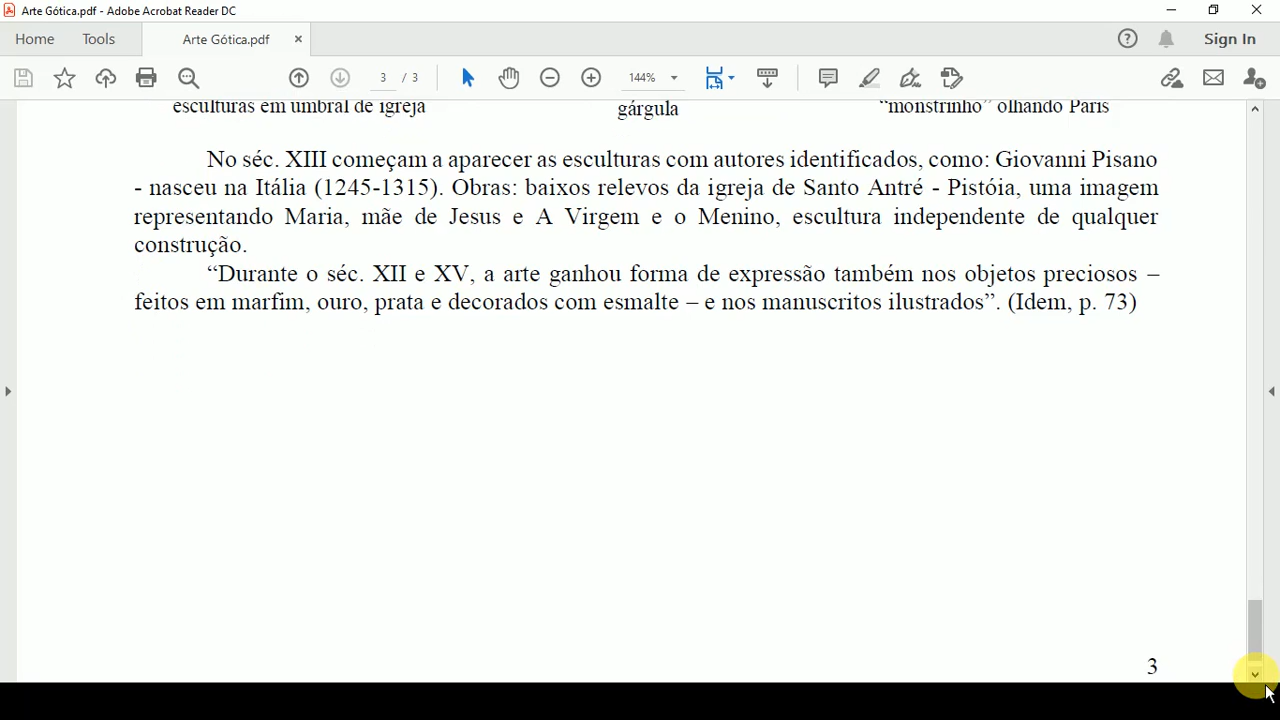 Arte Gótica.pdf - Adobe Acrobat Reader DC
Home Tools Arte Gótica.pdf × Sign In
3 / 3 144%
esculturas em umbral de igreja gárgula “monstrinho” olhando Paris
No séc. XIII começam a aparecer as esculturas com autores identificados, como: Giovanni Pisano
- nasceu na Itália (1245-1315). Obras: baixos relevos da igreja de Santo Antré - Pistóia, uma imagem
representando Maria, mãe de Jesus e A Virgem e o Menino, escultura independente de qualquer
construção.
“Durante o séc. XII e XV, a arte ganhou forma de expressão também nos objetos preciosos –
feitos em marfim, ouro, prata e decorados com esmalte – e nos manuscritos ilustrados”. (Idem, p. 73)
3